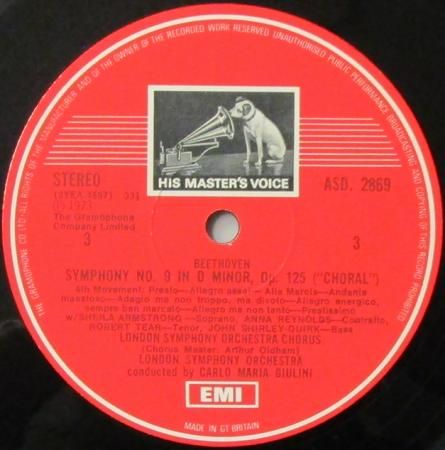 THE GRAMOPHONE CO LTD·ALL RIGHTS OF THE MANUFACTURER AND OF THE OWNER OF THE RECORDED WORK RESERVED UNAUTHORISED PUBLIC PERFORMANCE BROADCASTING AND COPYING OF THIS RECORD PROHIBITED
HIS MASTER'S VOICE
STEREO
ASD. 2869
33⅓
℗ 1973
The Gramophone
Company Limited
3
3
BEETHOVEN
SYMPHONY NO. 9 IN D MINOR, Op. 125 ("CHORAL")
4th Movement: Presto—Allegro assai—Alla Marcia—Andante
maestoso—Adagio ma non troppo, ma divoto—Allegro energico,
sempre ben marcato—Allegro ma non tanto—Prestissimo
w/SHEILA ARMSTRONG—Soprano, ANNA REYNOLDS—Contralto,
ROBERT TEAR—Tenor, JOHN SHIRLEY-QUIRK—Bass
LONDON SYMPHONY ORCHESTRA CHORUS
(Chorus Master: Arthur Oldham)
LONDON SYMPHONY ORCHESTRA
conducted by CARLO MARIA GIULINI
EMI
MADE IN GT BRITAIN